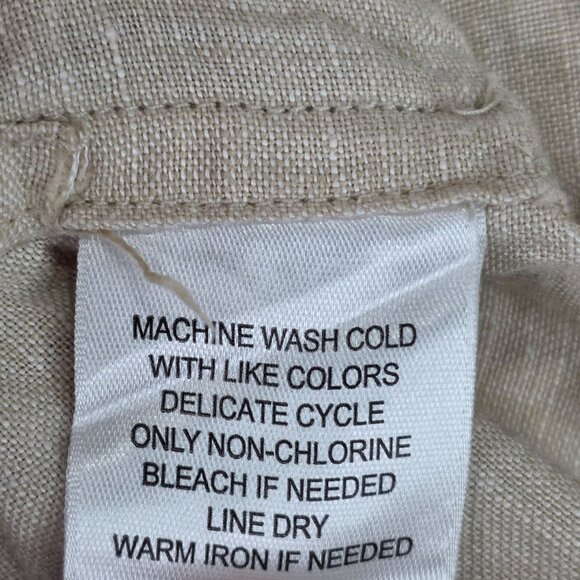 MACHINE WASH COLD
WITH LIKE COLORS
DELICATE CYCLE
ONLY NON-CHLORINE
BLEACH IF NEEDED
LINE DRY
WARM IRON IF NEEDED